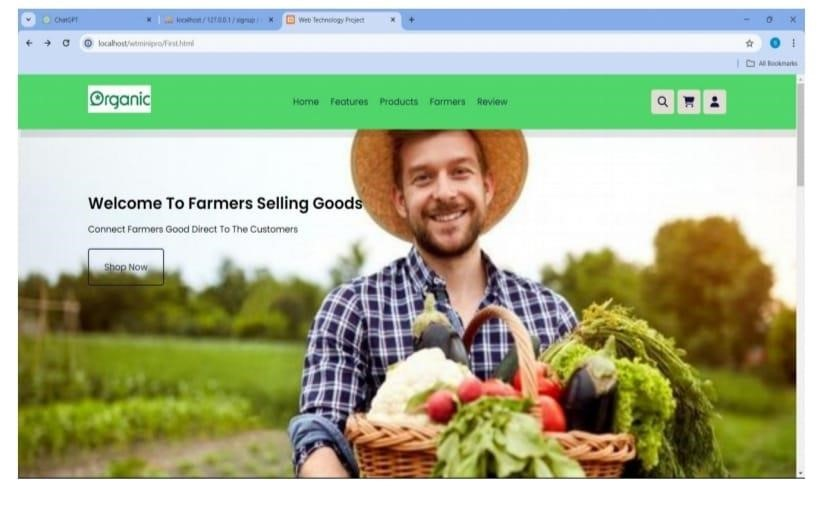 ChatGPT
localhost / 127.0.0.1 / signup /
Web Technology Project
localhost/wtminipro/First.html
All Bookmarks
Organic
Home Features Products Farmers Review
Welcome To Farmers Selling Goods
Connect Farmers Good Direct To The Customers
Shop Now